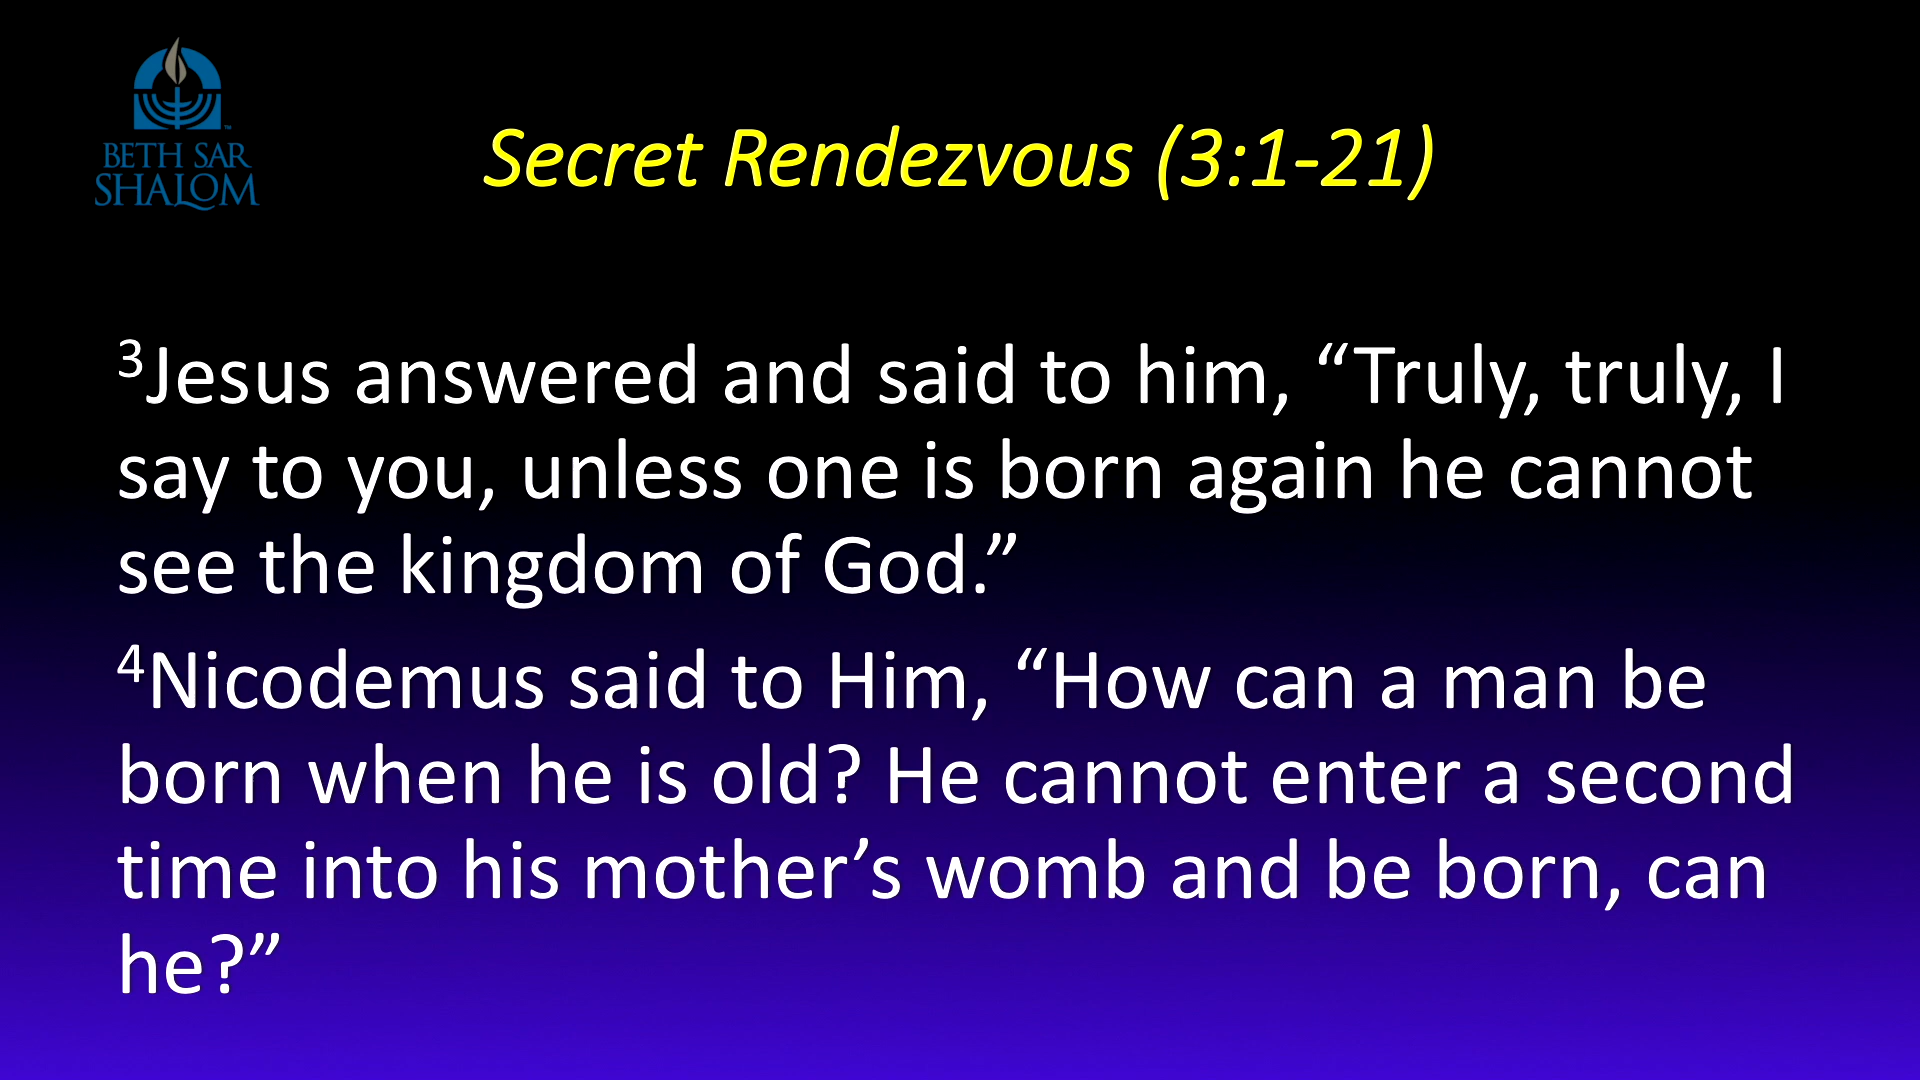 BETH SAR
SHALOM
Secret Rendezvous (3:1-21)
³Jesus answered and said to him, “Truly, truly, I
say to you, unless one is born again he cannot
see the kingdom of God.”
⁴Nicodemus said to Him, “How can a man be
born when he is old? He cannot enter a second
time into his mother’s womb and be born, can
he?”